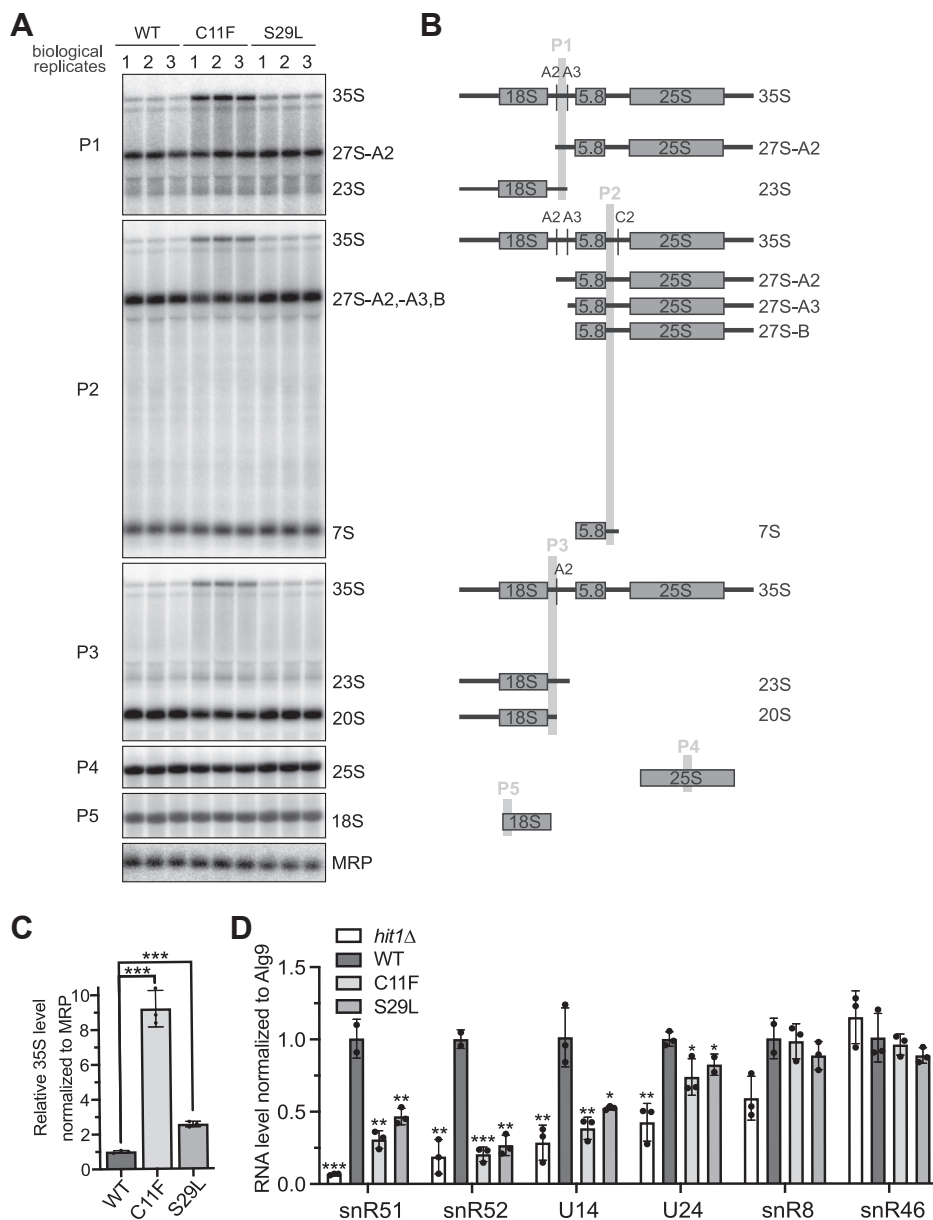 A
WT C11F S29L
biological
replicates
1 2 3 1 2 3 1 2 3
P1
35S
27S-A2
23S
P2
35S
27S-A2,-A3,B
7S
P3
35S
23S
20S
P4
25S
P5
18S
MRP
B
P1
A2 A3
18S 5.8 25S 35S
5.8 25S 27S-A2
18S 23S
P2
A2 A3 C2
18S 5.8 25S 35S
5.8 25S 27S-A2
5.8 25S 27S-A3
5.8 25S 27S-B
5.8 7S
P3
A2
18S 5.8 25S 35S
18S 23S
18S 20S
P4
25S
P5
18S
C
Relative 35S level
normalized to MRP
***
***
10
8
6
4
2
0
WT C11F S29L
D
hit1Δ
WT
C11F
S29L
RNA level normalized to Alg9
1.5
1.0
0.5
0.0
*** ** **
** *** **
** ** *
** * *
snR51 snR52 U14 U24 snR8 snR46